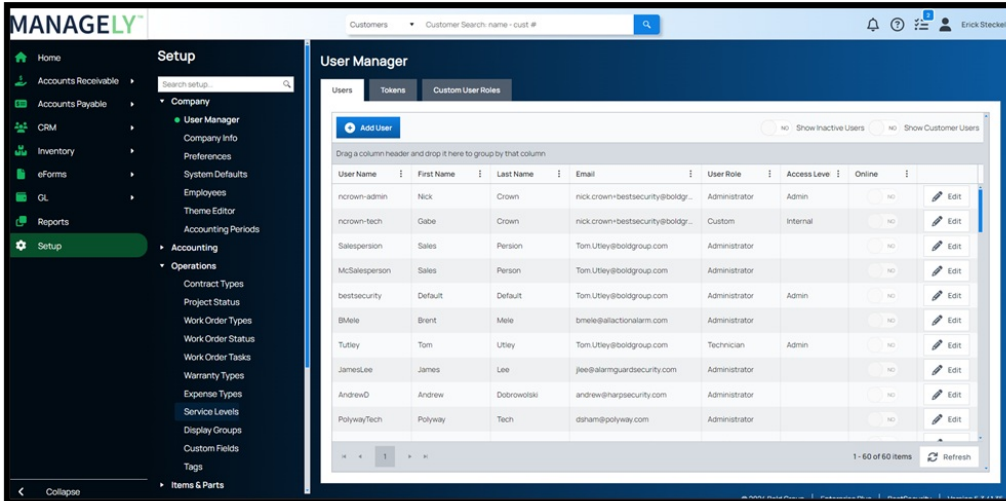 MANAGELY™
Customers
Customer Search: name - cust #
2
Erick Steckel
Home
Accounts Receivable
Accounts Payable
CRM
Inventory
eForms
GL
Reports
Setup
Collapse
Setup
Search setup...
Company
User Manager
Company Info
Preferences
System Defaults
Employees
Theme Editor
Accounting Periods
Accounting
Operations
Contract Types
Project Status
Work Order Types
Work Order Status
Work Order Tasks
Warranty Types
Expense Types
Service Levels
Display Groups
Custom Fields
Tags
Items & Parts
User Manager
Users Tokens Custom User Roles
Add User NO Show Inactive Users NO Show Customer Users
Drag a column header and drop it here to group by that column
User Name First Name Last Name Email User Role Access Leve Online
ncrown-admin Nick Crown nick.crown+bestsecurity@boldgr... Administrator Admin NO Edit
ncrown-tech Gabe Crown nick.crown+bestsecurity@boldgr... Custom Internal NO Edit
Salespersion Sales Persion Tom.Utley@boldgroup.com Administrator NO Edit
McSalesperson Sales Person Tom.Utley@boldgroup.com Administrator NO Edit
bestsecurity Default Default Tom.Utley@boldgroup.com Administrator Admin NO Edit
BMele Brent Mele bmele@allactionalarm.com Administrator NO Edit
Tutley Tom Utley Tom.Utley@boldgroup.com Technician Admin NO Edit
JamesLee James Lee jlee@alarmguardsecurity.com Administrator NO Edit
AndrewD Andrew Dobrowolski andrew@harpsecurity.com Administrator NO Edit
PolywayTech Polyway Tech dsham@polyway.com Administrator NO Edit
1 1 - 60 of 60 items Refresh